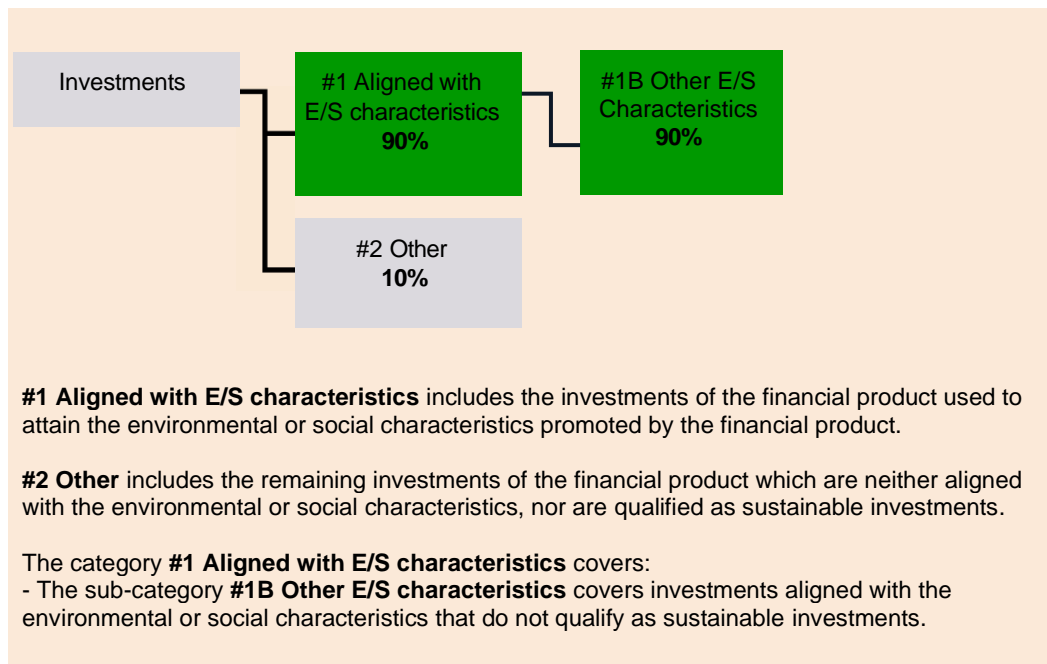 Investments
#1 Aligned with
E/S characteristics
90%
#1B Other E/S
Characteristics
90%
#2 Other
10%
#1 Aligned with E/S characteristics includes the investments of the financial product used to
attain the environmental or social characteristics promoted by the financial product.
#2 Other includes the remaining investments of the financial product which are neither aligned
with the environmental or social characteristics, nor are qualified as sustainable investments.
The category #1 Aligned with E/S characteristics covers:
- The sub-category #1B Other E/S characteristics covers investments aligned with the
environmental or social characteristics that do not qualify as sustainable investments.